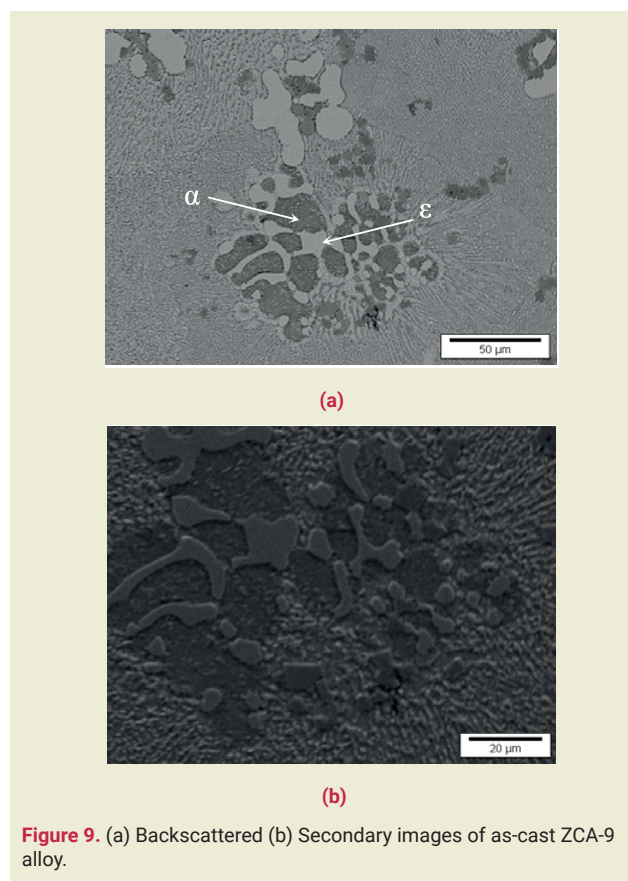 α
ε
50 µm
(a)
20 µm
(b)
Figure 9. (a) Backscattered (b) Secondary images of as-cast ZCA-9
alloy.